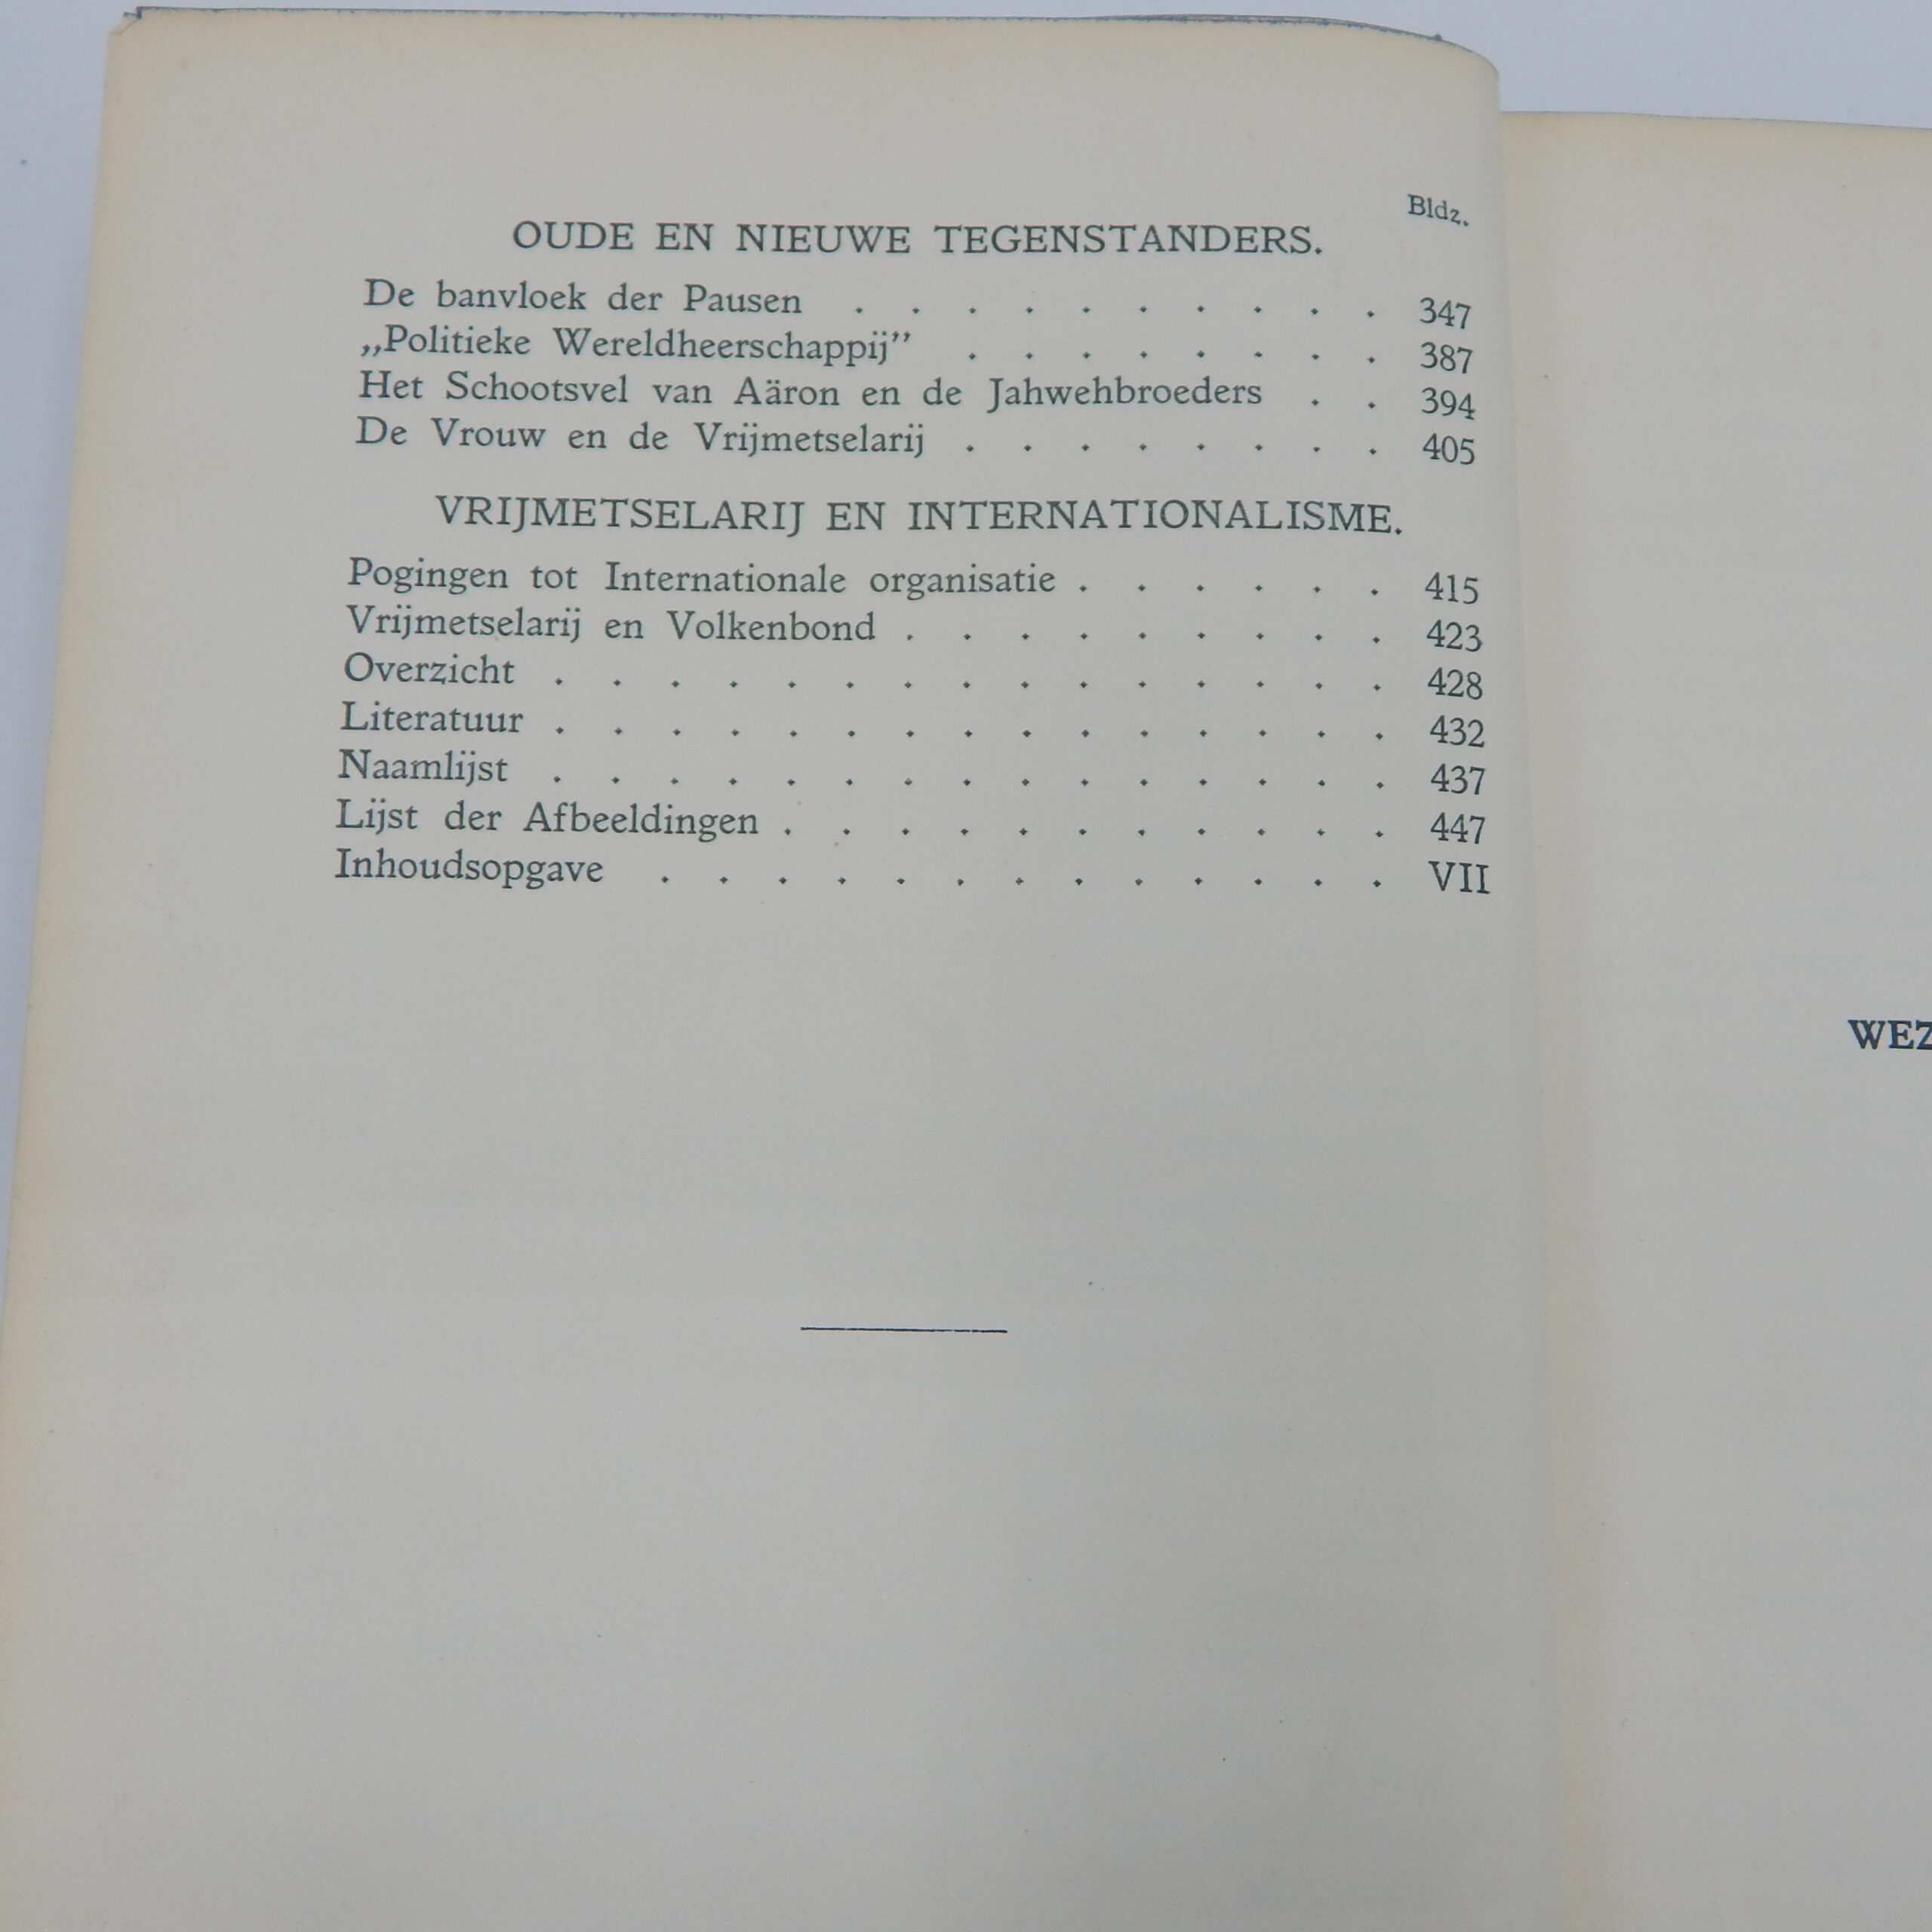 Bldz.
OUDE EN NIEUWE TEGENSTANDERS.
De banvloek der Pausen . . . . . . . . . . 347
„Politieke Wereldheerschappij” . . . . . . . . 387
Het Schootsvel van Aäron en de Jahwehbroeders . . 394
De Vrouw en de Vrijmetselarij . . . . . . . . 405
VRIJMETSELARIJ EN INTERNATIONALISME.
Pogingen tot Internationale organisatie . . . . . . 415
Vrijmetselarij en Volkenbond . . . . . . . . . 423
Overzicht . . . . . . . . . . . . . . . 428
Literatuur . . . . . . . . . . . . . . . 432
Naamlijst . . . . . . . . . . . . . . . 437
Lijst der Afbeeldingen . . . . . . . . . . . 447
Inhoudsopgave . . . . . . . . . . . . . VII
WEZ